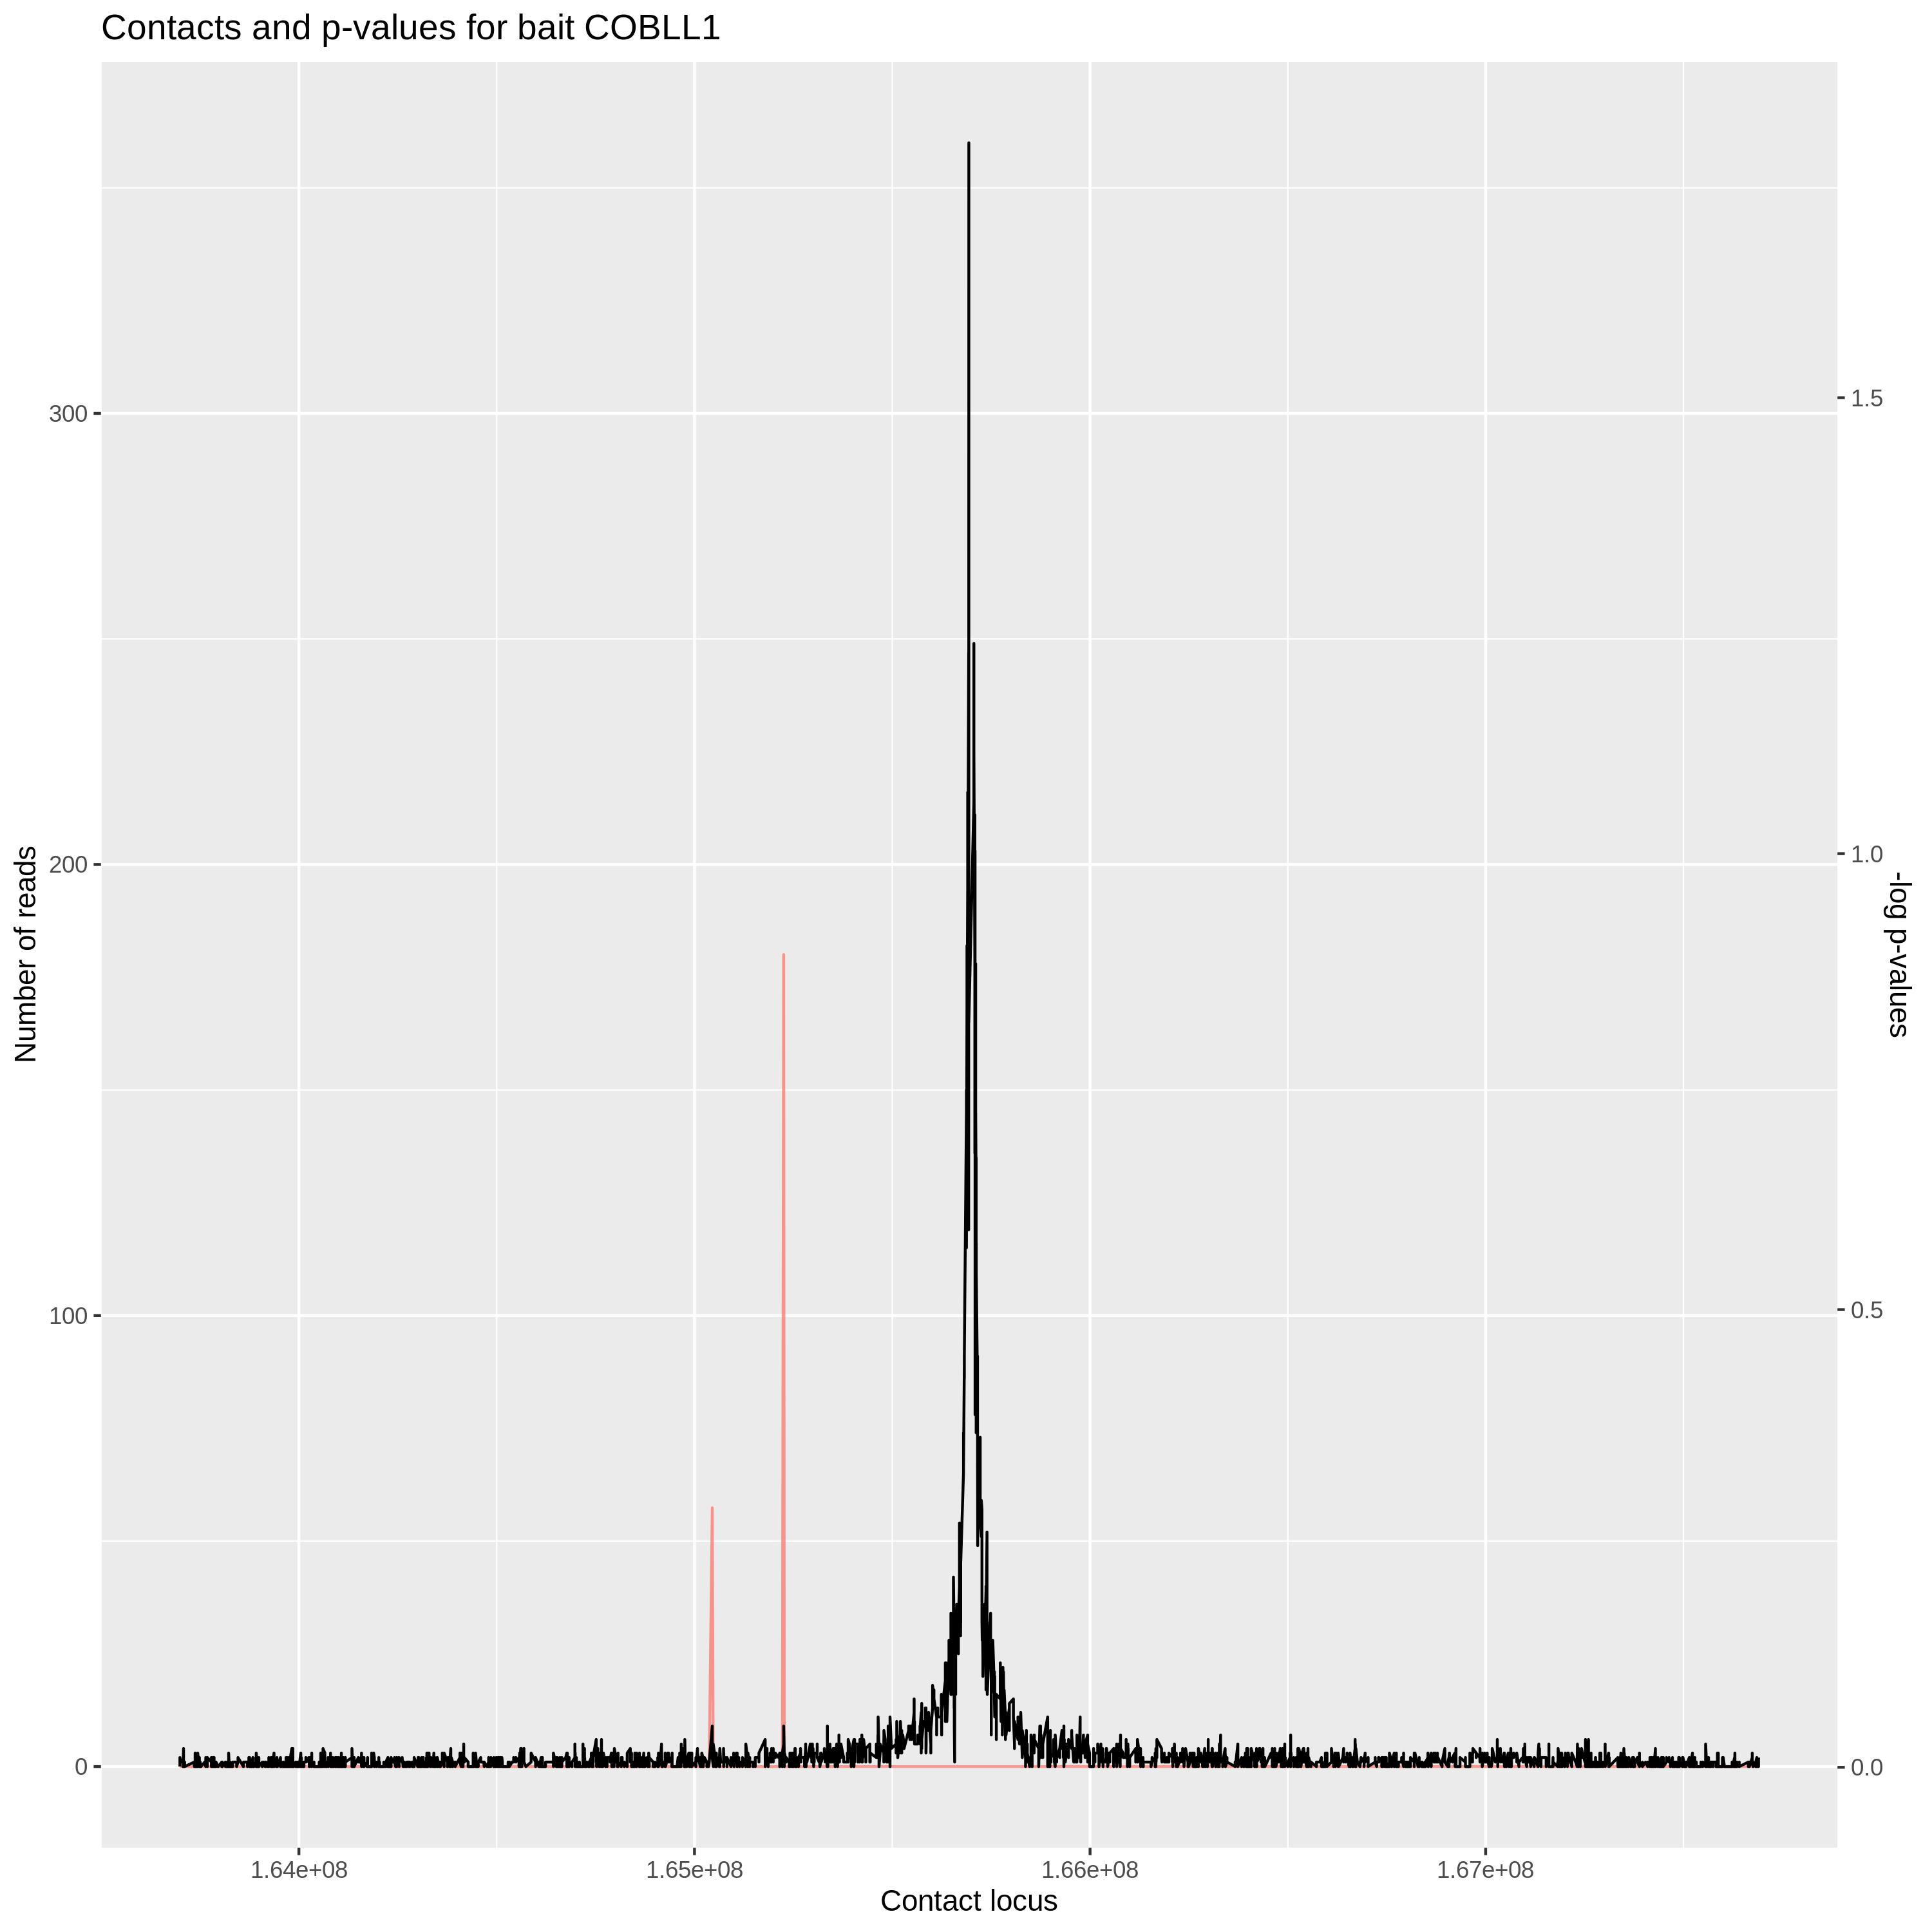 Contacts and p-values for bait COBLL1
Number of reads
300
200
100
0
1.5
1.0
0.5
0.0
-log p-values
1.64e+08 1.65e+08 1.66e+08 1.67e+08
Contact locus